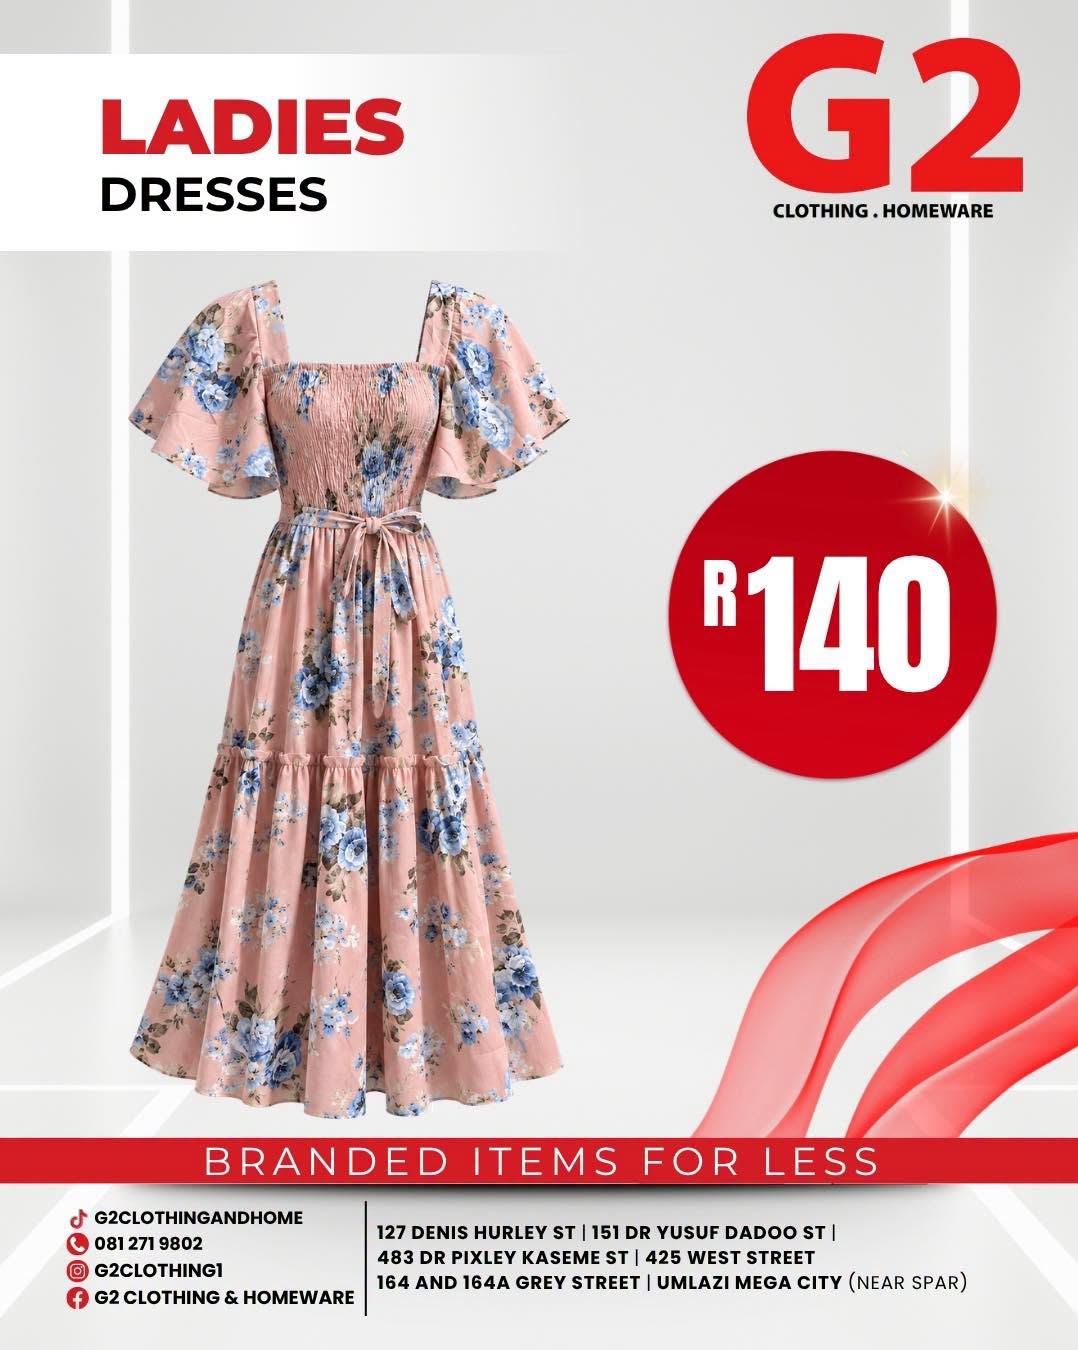 LADIES
DRESSES
G2
CLOTHING . HOMEWARE
R140
BRANDED ITEMS FOR LESS
G2CLOTHINGANDHOME
081 271 9802
G2CLOTHING1
G2 CLOTHING & HOMEWARE
127 DENIS HURLEY ST | 151 DR YUSUF DADOO ST |
483 DR PIXLEY KASEME ST | 425 WEST STREET
164 AND 164A GREY STREET | UMLAZI MEGA CITY (NEAR SPAR)